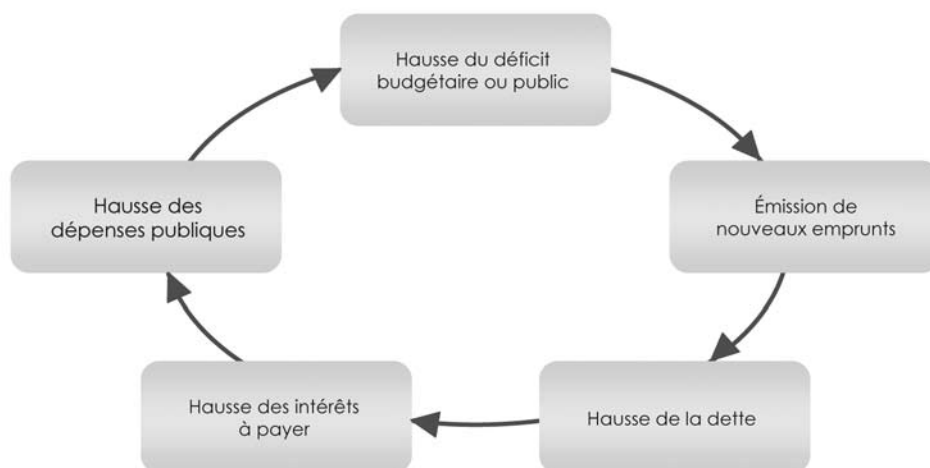 Hausse du déficit
budgétaire ou public
Émission de
nouveaux emprunts
Hausse de la dette
Hausse des intérêts
à payer
Hausse des
dépenses publiques